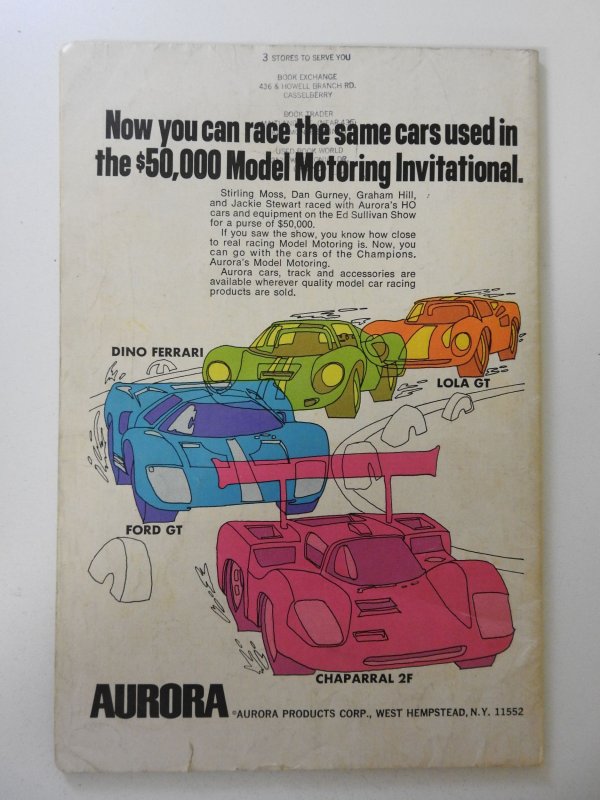 3 STORES TO SERVE YOU
BOOK EXCHANGE
436 & HOWELL BRANCH RD.
CASSELBERRY
BOOK TRADER
USED BOOK WORLD
Now you can race the same cars used in
the $50,000 Model Motoring Invitational.
Stirling Moss, Dan Gurney, Graham Hill,
and Jackie Stewart raced with Aurora's HO
cars and equipment on the Ed Sullivan Show
for a purse of $50,000.
If you saw the show, you know how close
to real racing Model Motoring is. Now, you
can go with the cars of the Champions.
Aurora's Model Motoring.
Aurora cars, track and accessories are
available wherever quality model car racing
products are sold.
DINO FERRARI
LOLA GT
FORD GT
CHAPARRAL 2F
AURORA ®AURORA PRODUCTS CORP., WEST HEMPSTEAD, N.Y. 11552